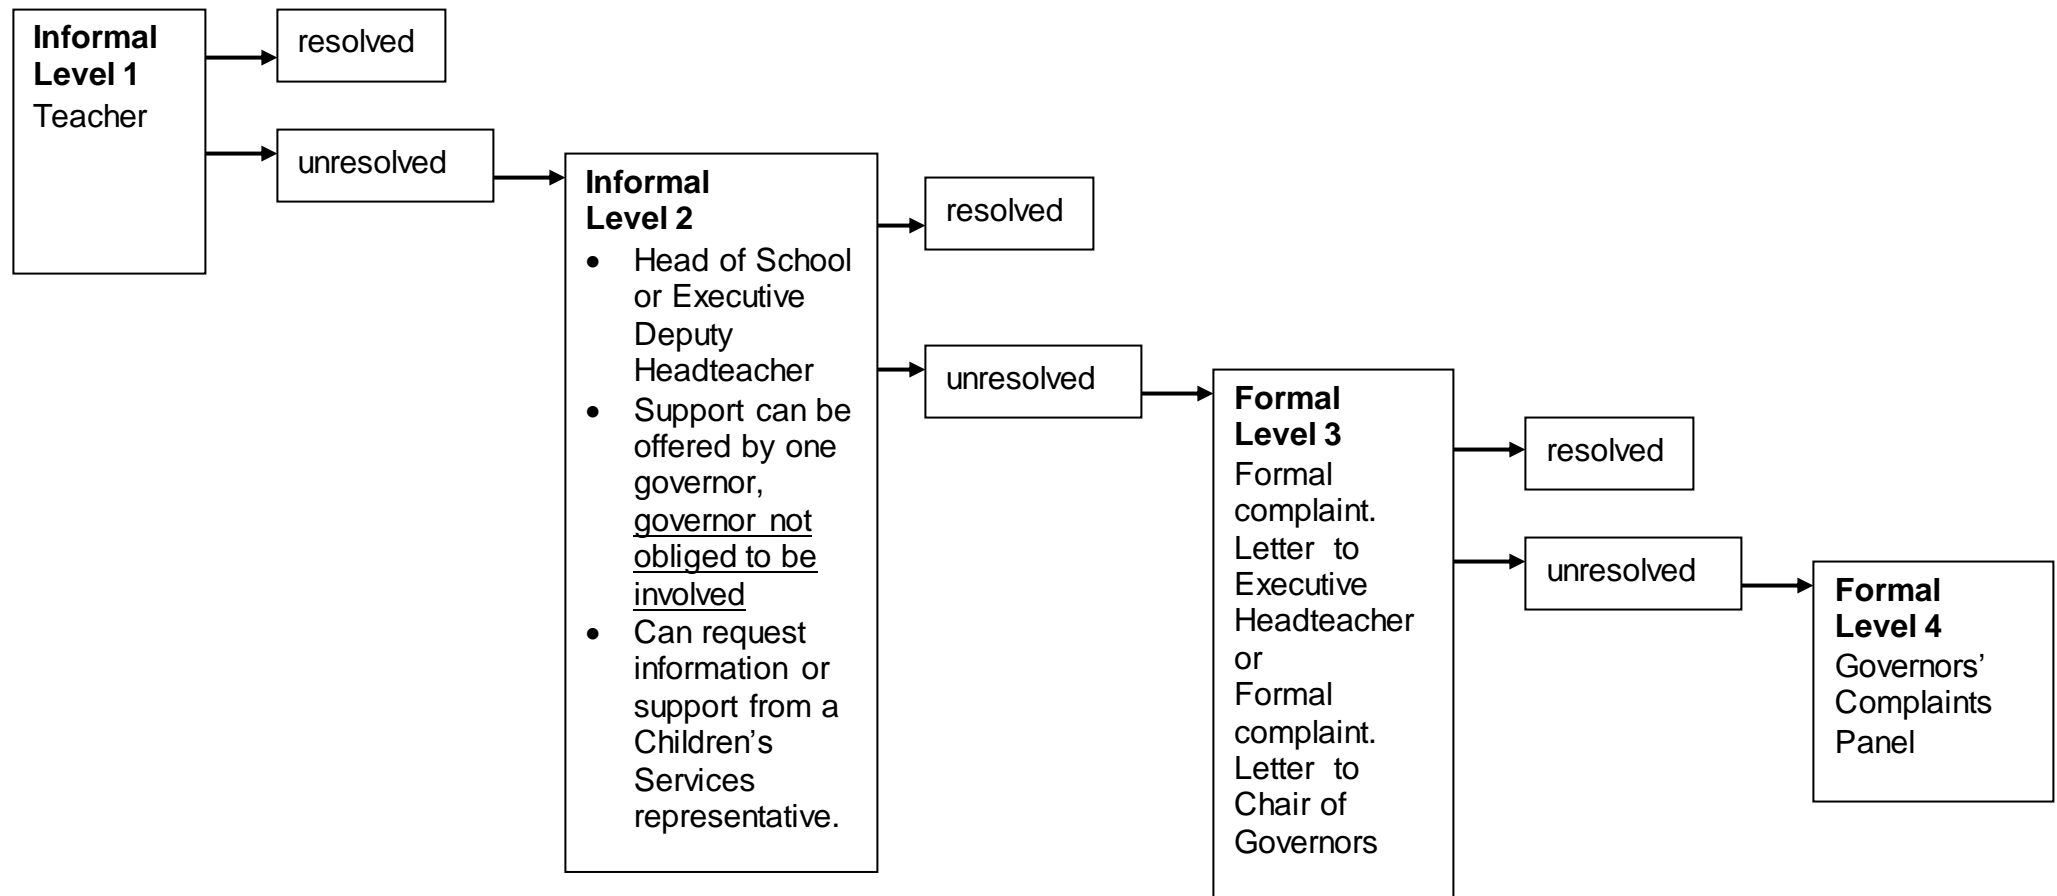 Informal
Level 1
Teacher
resolved
unresolved
Informal
Level 2
• Head of School
or Executive
Deputy
Headteacher
• Support can be
offered by one
governor,
governor not
obliged to be
involved
• Can request
information or
support from a
Children’s
Services
representative.
resolved
unresolved
Formal
Level 3
Formal
complaint.
Letter to
Executive
Headteacher
or
Formal
complaint.
Letter to
Chair of
Governors
resolved
unresolved
Formal
Level 4
Governors’
Complaints
Panel